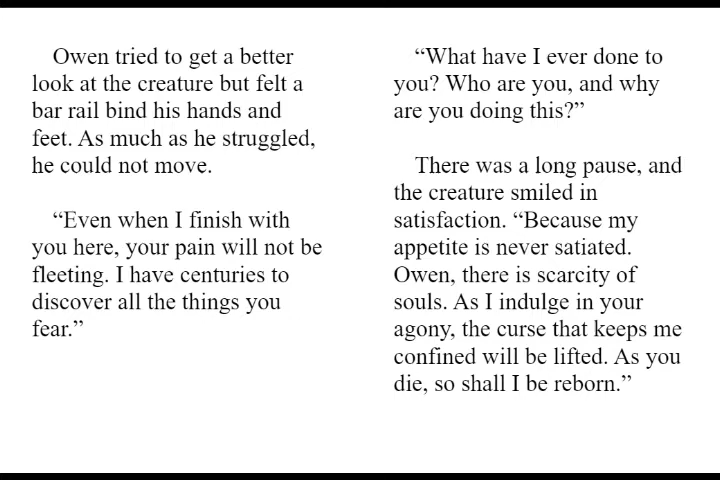 Owen tried to get a better
look at the creature but felt a
bar rail bind his hands and
feet. As much as he struggled,
he could not move.
“Even when I finish with
you here, your pain will not be
fleeting. I have centuries to
discover all the things you
fear.”
“What have I ever done to
you? Who are you, and why
are you doing this?”
There was a long pause, and
the creature smiled in
satisfaction. “Because my
appetite is never satiated.
Owen, there is scarcity of
souls. As I indulge in your
agony, the curse that keeps me
confined will be lifted. As you
die, so shall I be reborn.”